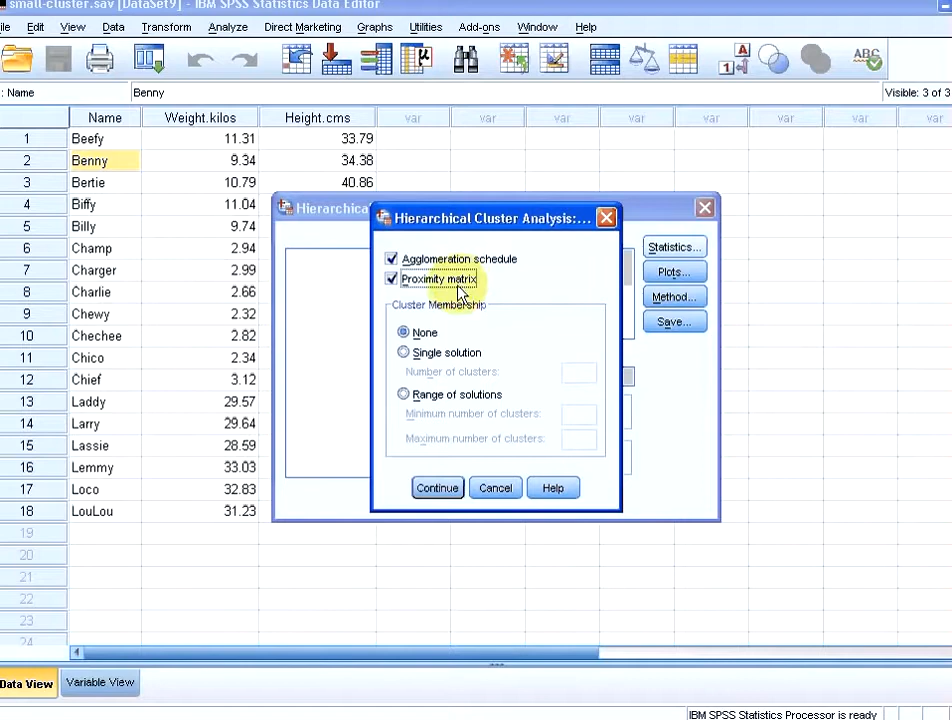 small-cluster.sav [DataSet9] - IBM SPSS Statistics Data Editor
ile Edit View Data Transform Analyze Direct Marketing Graphs Utilities Add-ons Window Help
: Name Benny Visible: 3 of 3
Name Weight.kilos Height.cms var var var var var var var var
1 Beefy 11.31 33.79
2 Benny 9.34 34.38
3 Bertie 10.79 40.86
4 Biffy 11.04
5 Billy 9.74
6 Champ 2.94
7 Charger 2.99
8 Charlie 2.66
9 Chewy 2.32
10 Chechee 2.82
11 Chico 2.34
12 Chief 3.12
13 Laddy 29.57
14 Larry 29.64
15 Lassie 28.59
16 Lemmy 33.03
17 Loco 32.83
18 LouLou 31.23
19
20
21
22
23
24
Hierarchica
Statistics...
Plots...
Method...
Save...
Hierarchical Cluster Analysis:...
Agglomeration schedule
Proximity matrix
Cluster Membership
None
Single solution
Number of clusters:
Range of solutions
Minimum number of clusters:
Maximum number of clusters:
Continue Cancel Help
Data View Variable View
IBM SPSS Statistics Processor is ready